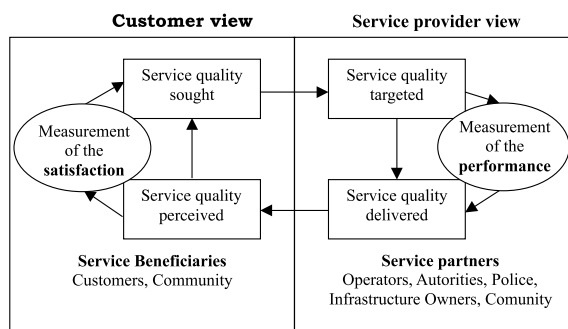 Customer view
Service provider view
Service quality
sought
Service quality
targeted
Measurement
of the
satisfaction
Measurement
of the
performance
Service quality
perceived
Service quality
delivered
Service Beneficiaries
Customers, Community
Service partners
Operators, Autorities, Police,
Infrastructure Owners, Comunity